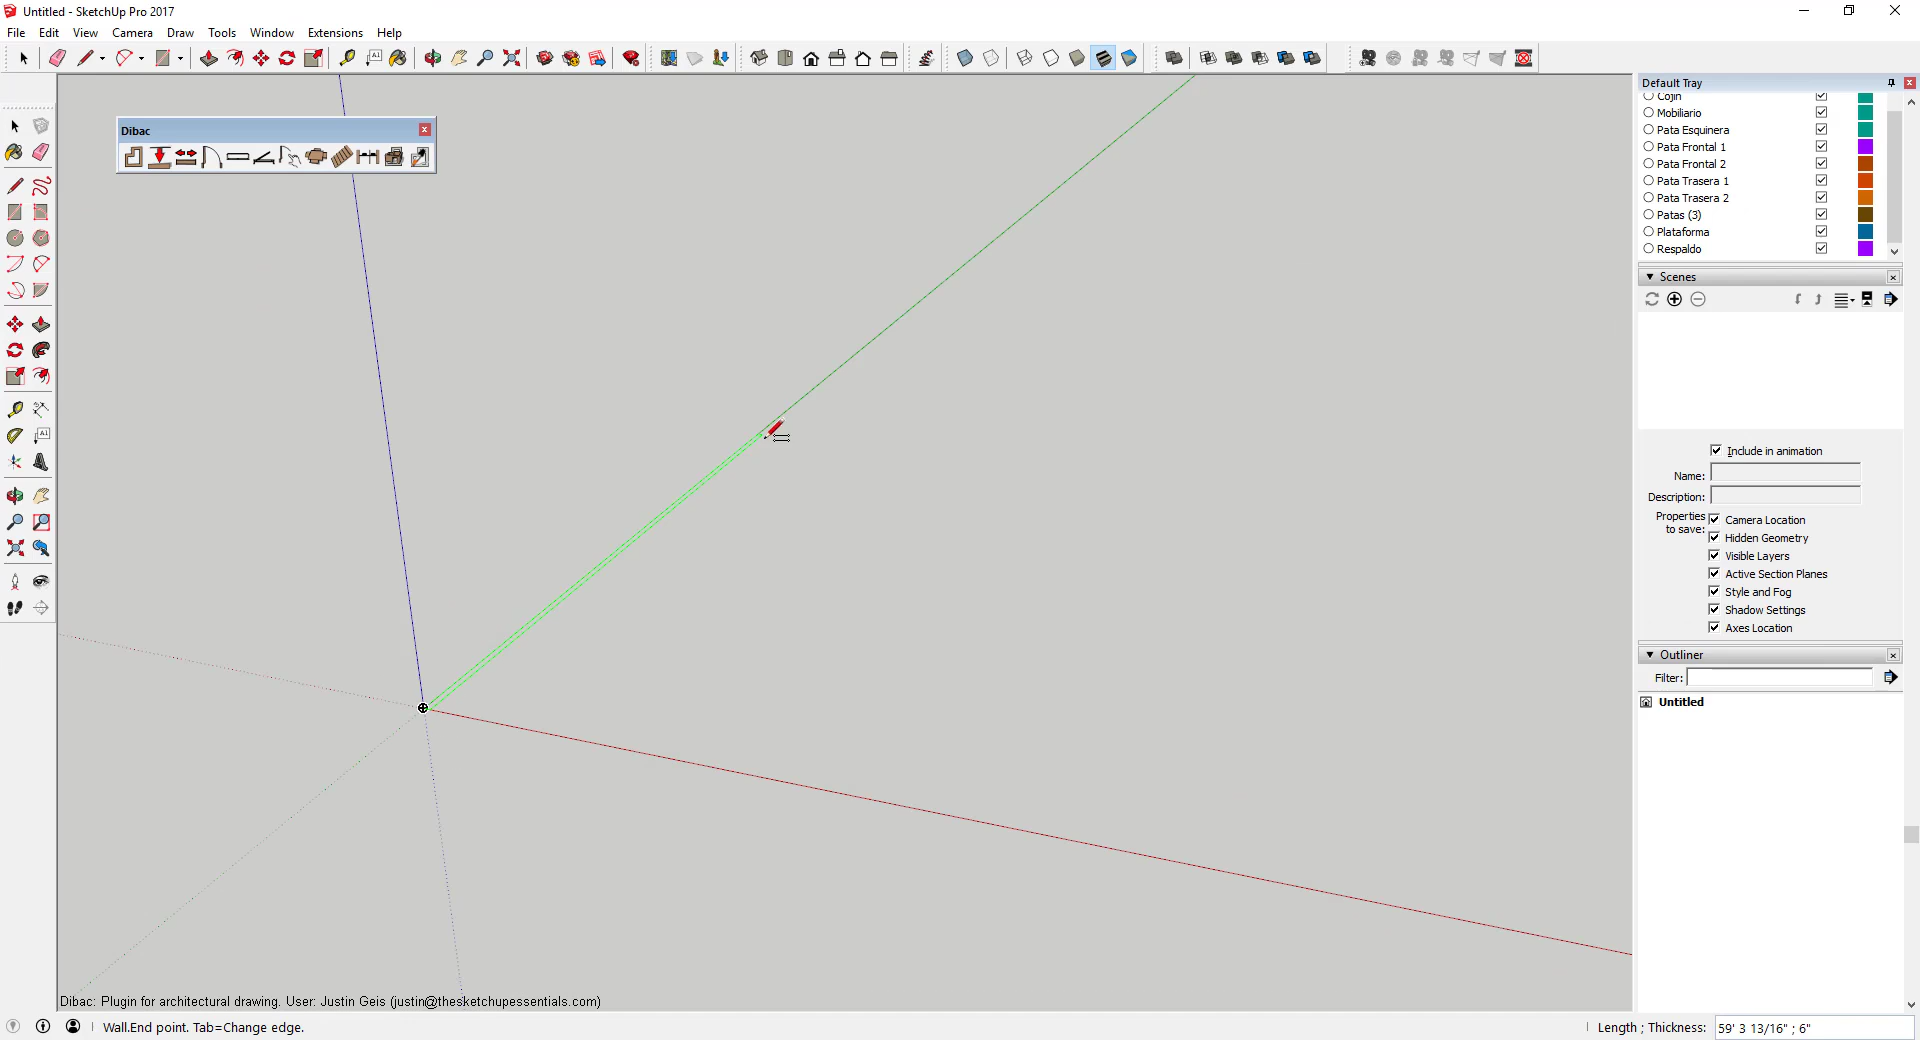 Untitled - SketchUp Pro 2017
File Edit View Camera Draw Tools Window Extensions Help
A1
Dibac
A1
Default Tray
Cojin
Mobiliario
Pata Esquinera
Pata Frontal 1
Pata Frontal 2
Pata Trasera 1
Pata Trasera 2
Patas (3)
Plataforma
Respaldo
Scenes
Include in animation
Name:
Description:
Properties
to save:
Camera Location
Hidden Geometry
Visible Layers
Active Section Planes
Style and Fog
Shadow Settings
Axes Location
Outliner
Filter:
Untitled
Dibac: Plugin for architectural drawing. User: Justin Geis (justin@thesketchupessentials.com)
Wall.End point. Tab=Change edge.
Length ; Thickness: 59' 3 13/16" ; 6"